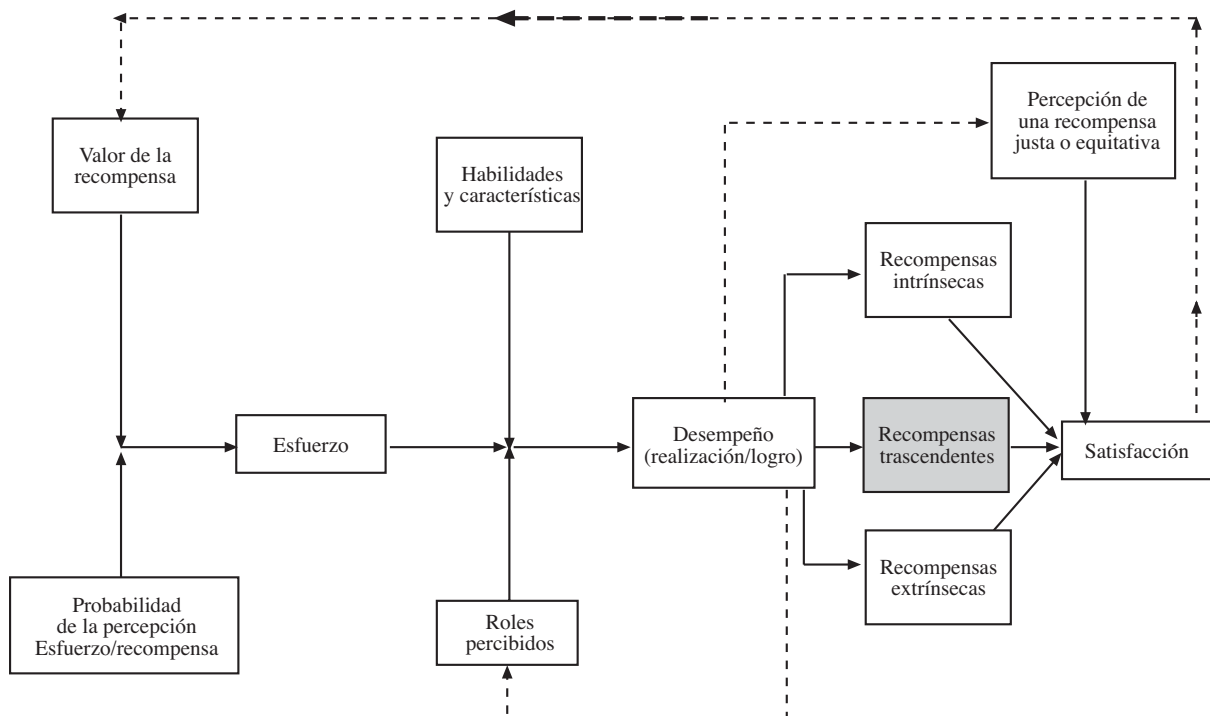 Valor de la
recompensa
Habilidades
y características
Percepción de
una recompensa
justa o equitativa
Recompensas
intrínsecas
Esfuerzo
Desempeño
(realización/logro)
Recompensas
trascendentes
Satisfacción
Recompensas
extrínsecas
Probabilidad
de la percepción
Esfuerzo/recompensa
Roles
percibidos